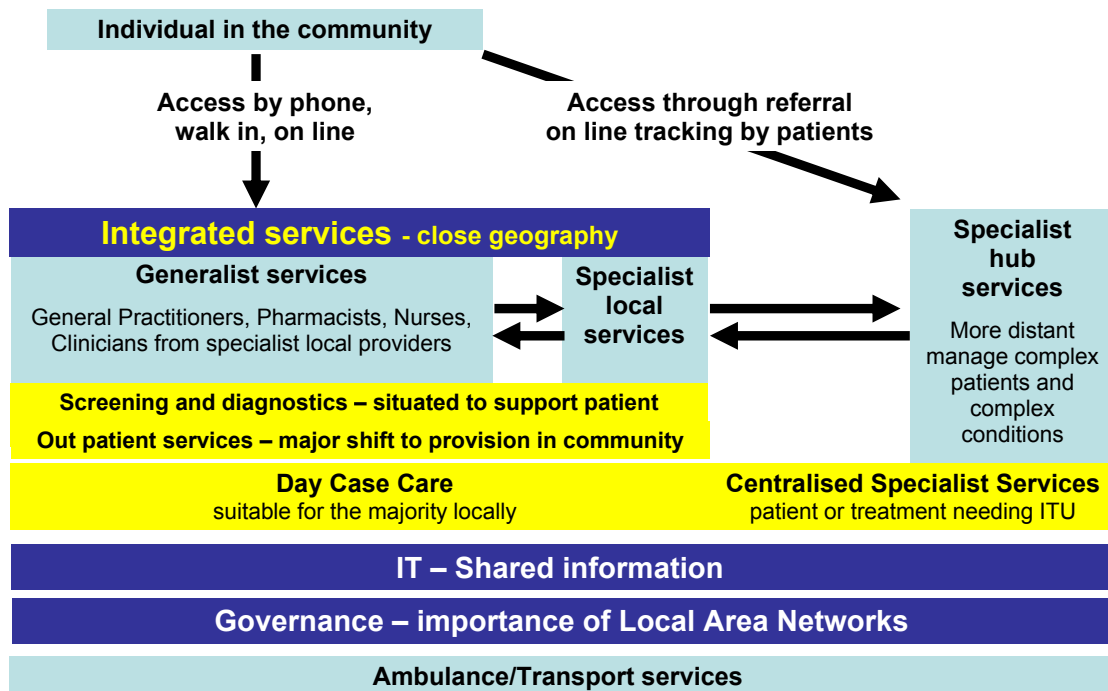 Individual in the community
Access by phone,
walk in, on line
Access through referral
on line tracking by patients
Integrated services - close geography
Generalist services
General Practitioners, Pharmacists, Nurses,
Clinicians from specialist local providers
Specialist
local
services
Specialist
hub
services
More distant
manage complex
patients and
complex
conditions
Screening and diagnostics – situated to support patient
Out patient services – major shift to provision in community
Day Case Care
suitable for the majority locally
Centralised Specialist Services
patient or treatment needing ITU
IT – Shared information
Governance – importance of Local Area Networks
Ambulance/Transport services